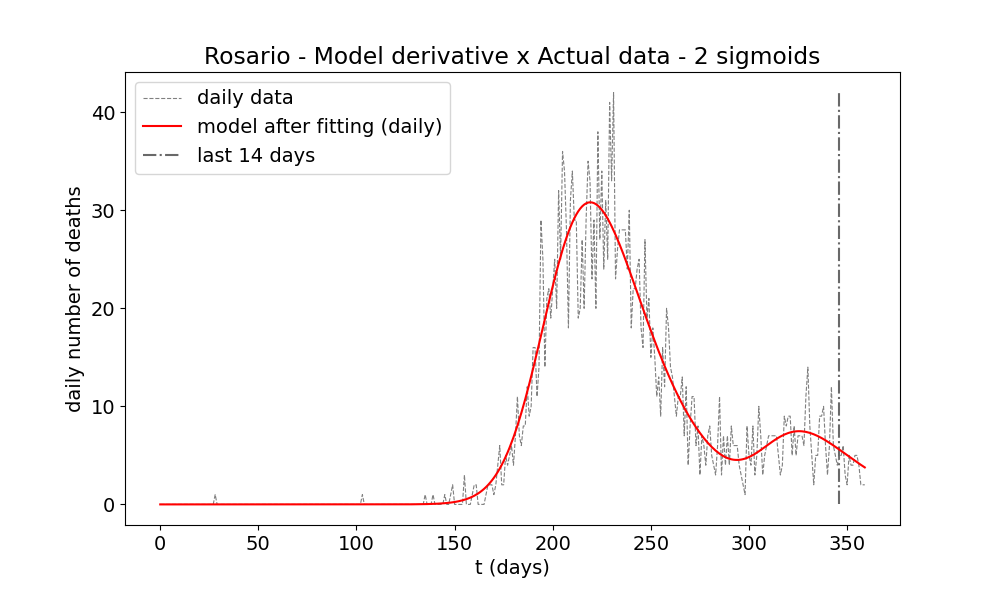 Rosario - Model derivative x Actual data - 2 sigmoids
daily data
model after fitting (daily)
last 14 days
daily number of deaths
40
30
20
10
0
0 50 100 150 200 250 300 350
t (days)